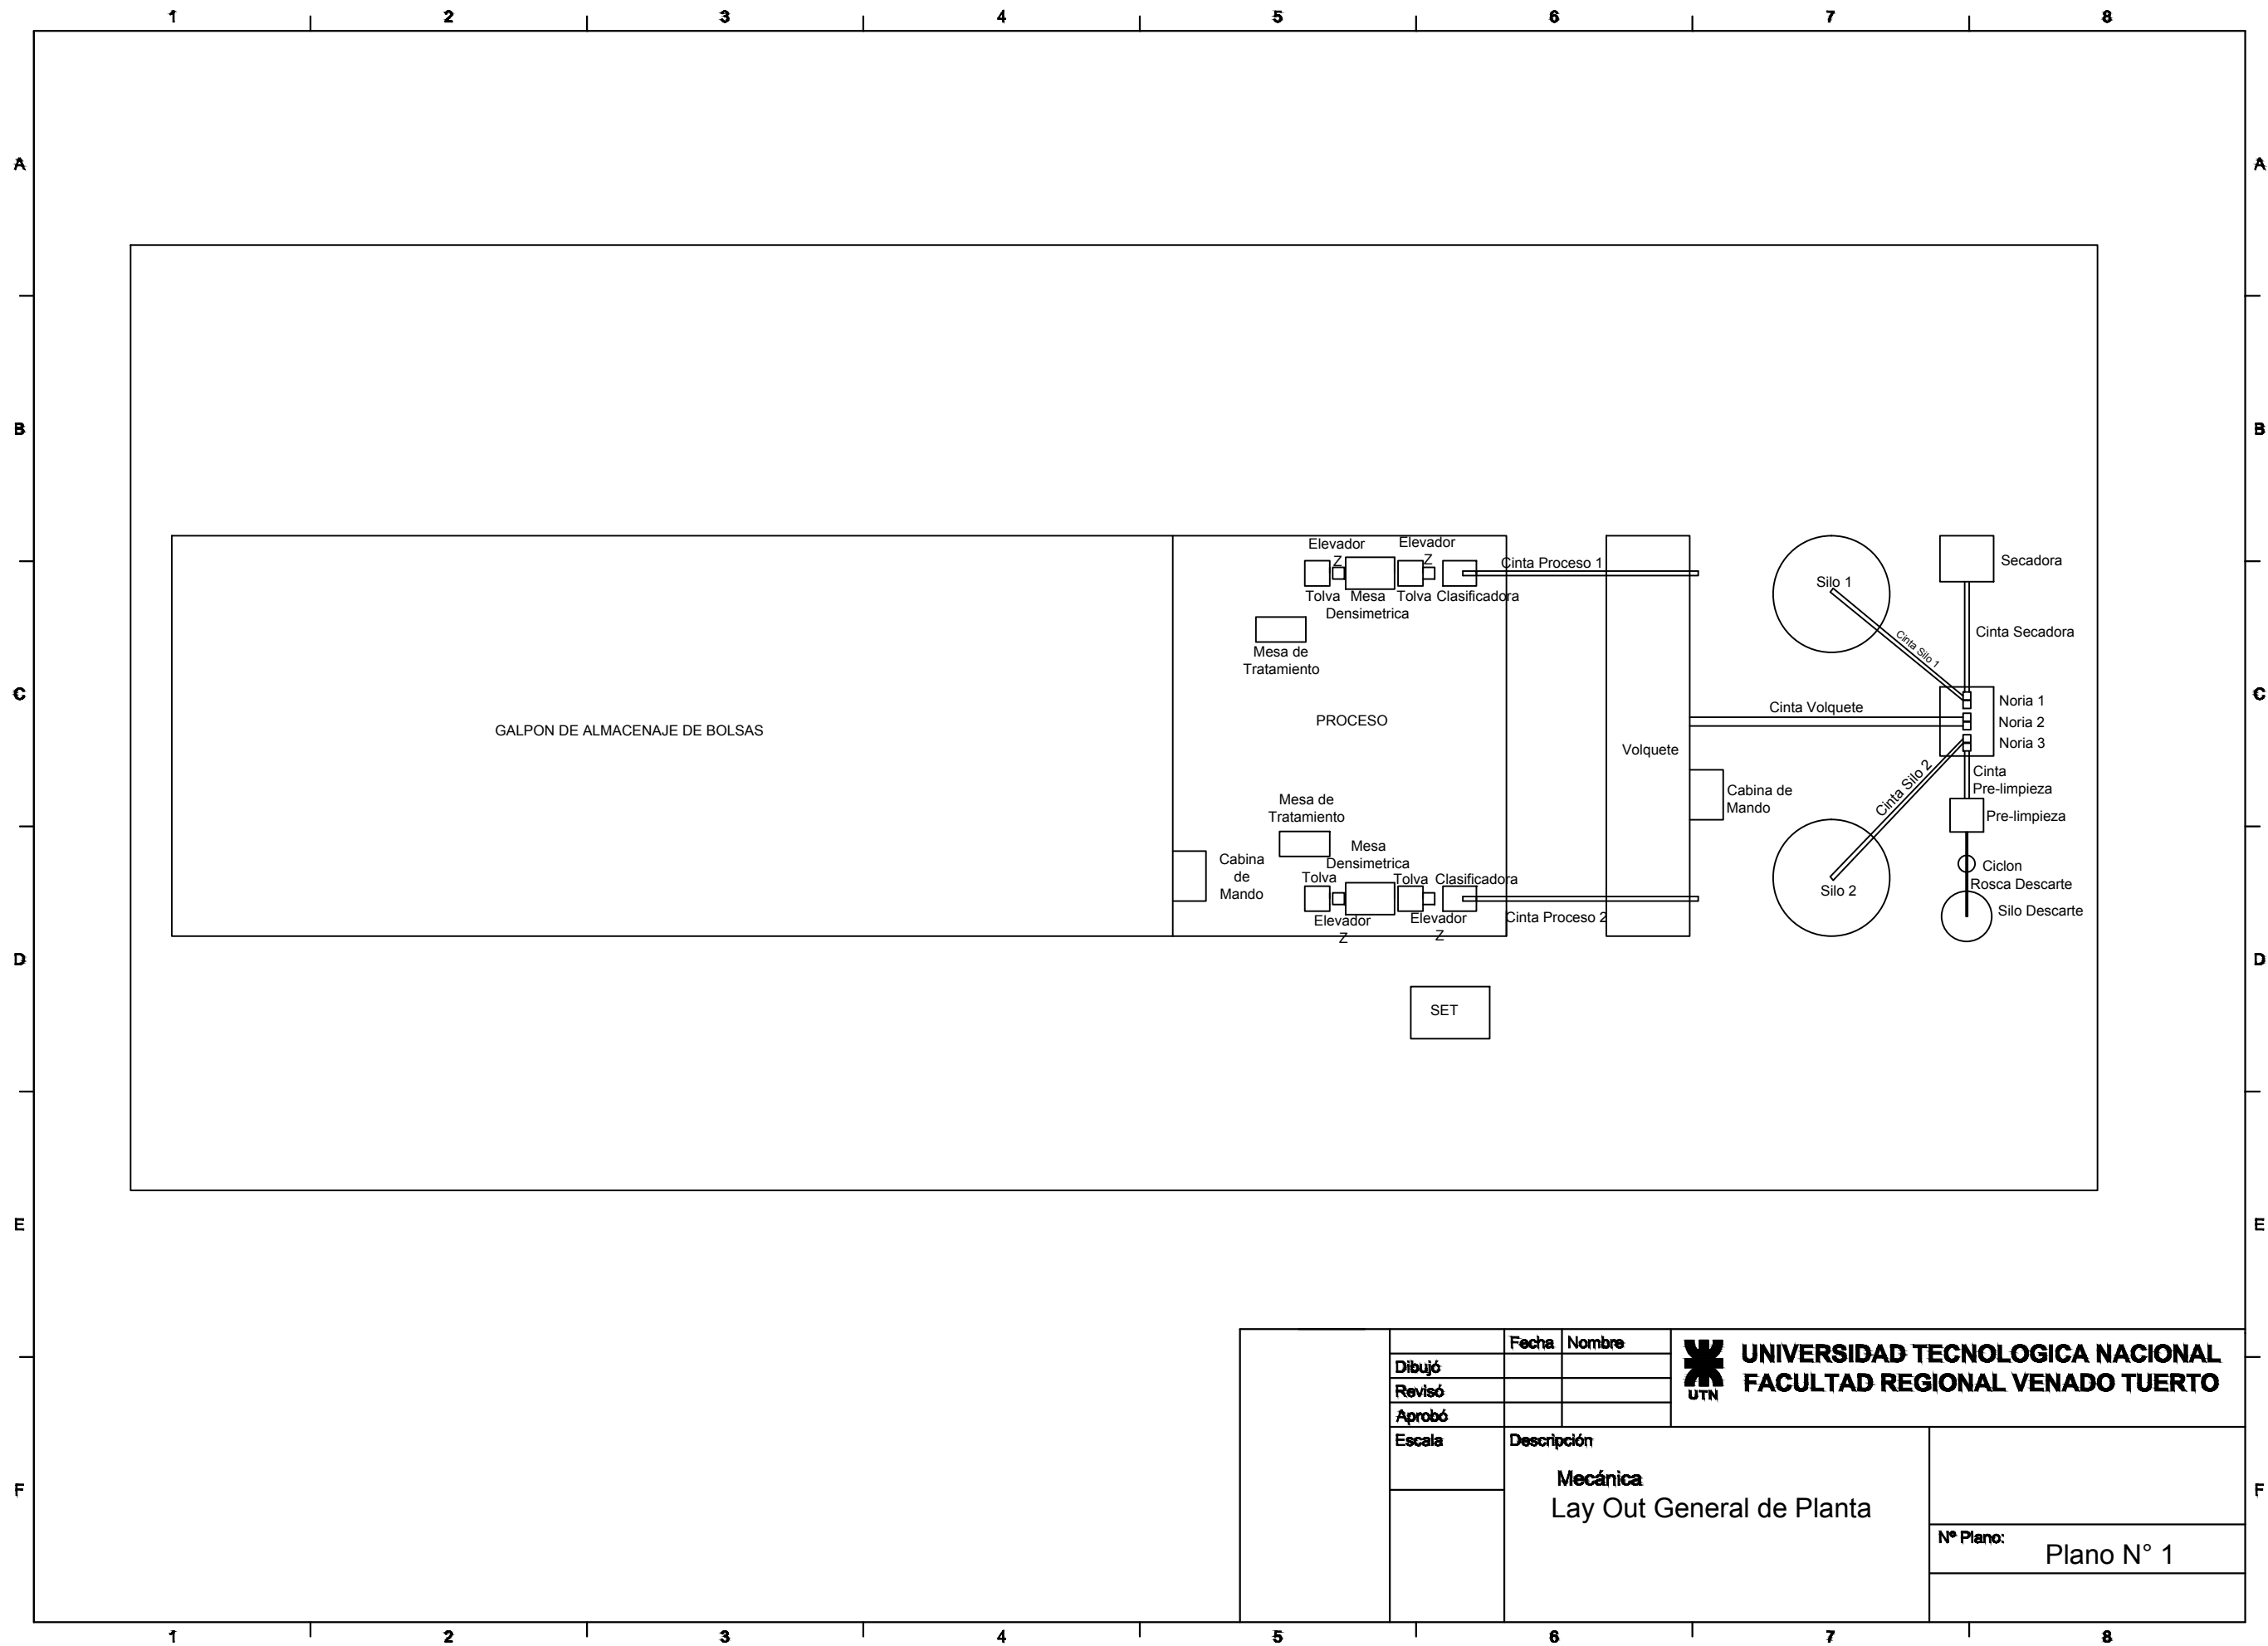 1 2 3 4 5 6 7 8
A A
B B
Elevador
Z
Elevador
Z
Cinta Proceso 1
Tolva
Mesa
Densimetrica
Tolva
Clasificadora
Mesa de
Tratamiento
Silo 1
Secadora
Cinta Silo 1
Cinta Secadora
C C
GALPON DE ALMACENAJE DE BOLSAS
PROCESO
Volquete
Cinta Volquete
Noria 1
Noria 2
Noria 3
Cinta Silo 2
Cinta
Pre-limpieza
Cabina de
Mando
Pre-limpieza
Mesa de
Tratamiento
Cabina
de
Mando
Mesa
Densimetrica
Tolva
Tolva
Clasificadora
Elevador
Z
Elevador
Z
Cinta Proceso 2
Silo 2
Ciclon
Rosca Descarte
Silo Descarte
D D
SET
E E
Fecha Nombre
Dibujó
Revisó
Aprobó
UTN
UNIVERSIDAD TECNOLOGICA NACIONAL
FACULTAD REGIONAL VENADO TUERTO
Escala
Descripción
Mecánica
Lay Out General de Planta
F F
Nº Plano:
Plano N° 1
1 2 3 4 5 6 7 8